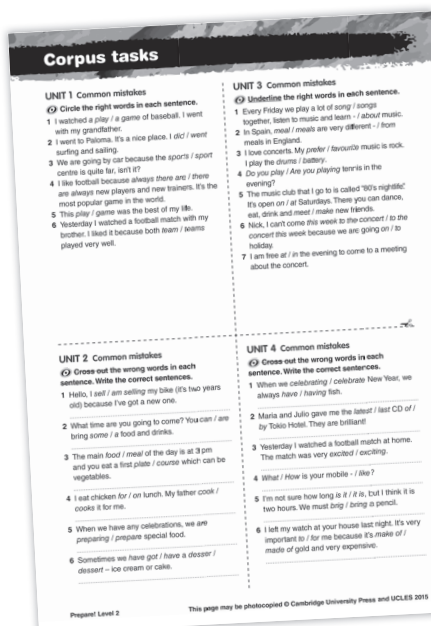 Corpus tasks
UNIT 1 Common mistakes
Circle the right words in each sentence.
1 I watched a play / a game of baseball. I went
with my grandfather.
2 I went to Paloma. It's a nice place. I did / went
surfing and sailing.
3 We are going by car because the sports / sport
centre is quite far, isn't it?
4 I like football because always there are / there
are always new players and new trainers. It's the
most popular game in the world.
5 This play / game was the best of my life.
6 Yesterday I watched a football match with my
brother. I liked it because both team / teams
played very well.
UNIT 3 Common mistakes
Underline the right words in each sentence.
1 Every Friday we play a lot of song / songs
together, listen to music and learn - / about music.
2 In Spain, meal / meals are very different - / from
meals in England.
3 I love concerts. My prefer / favourite music is rock.
I play the drums / battery.
4 Do you play / Are you playing tennis in the
evening?
5 The music club that I go to is called '80's nightlife'.
It's open on / at Saturdays. There you can dance,
eat, drink and meet / make new friends.
6 Nick, I can't come this week to the concert / to the
concert this week because we are going on / to
holiday.
7 I am free at / in the evening to come to a meeting
about the concert.
UNIT 2 Common mistakes
Cross out the wrong words in each
sentence. Write the correct sentences.
1 Hello, I sell / am selling my bike (it's two years
old) because I've got a new one.
2 What time are you going to come? You can / are
bring some / a food and drinks.
3 The main food / meal of the day is at 3 pm
and you eat a first plate / course which can be
vegetables.
4 I eat chicken for / on lunch. My father cook /
cooks it for me.
5 When we have any celebrations, we are
preparing / prepare special food.
6 Sometimes we have got / have a desser /
dessert – ice cream or cake.
UNIT 4 Common mistakes
Cross out the wrong words in each
sentence. Write the correct sentences.
1 When we celebrating / celebrate New Year, we
always have / having fish.
2 Maria and Julio gave me the latest / last CD of /
by Tokio Hotel. They are brilliant!
3 Yesterday I watched a football match at home.
The match was very excited / exciting.
4 What / How is your mobile - / like?
5 I'm not sure how long is it / it is, but I think it is
two hours. We must brig / bring a pencil.
6 I left my watch at your house last night. It's very
important to / for me because it's make of /
made of gold and very expensive.
Prepare! Level 2
This page may be photocopied © Cambridge University Press and UCLES 2015